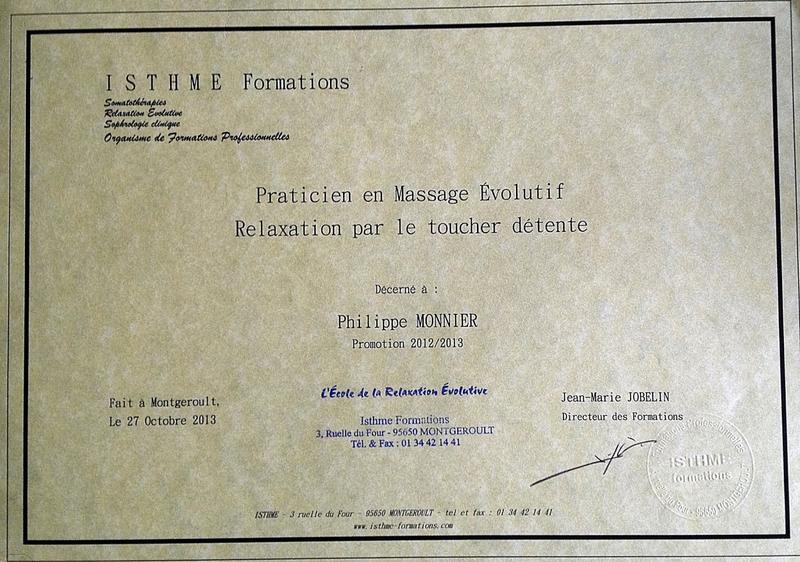 ISTHME Formations
Somatothérapies
Relaxation Evolutive
Sophrologie clinique
Organisme de Formations Professionnelles
Praticien en Massage Évolutif
Relaxation par le toucher détente
Décerné à :
Philippe MONNIER
Promotion 2012/2013
Fait à Montgeroult,
Le 27 Octobre 2013
L'École de la Relaxation Évolutive
Isthme Formations
3, Ruelle du Four - 95650 MONTGEROULT
Tél. & Fax : 01 34 42 14 41
Jean-Marie JOBELIN
Directeur des Formations
ISTHME
formations
95650 MONTGEROULT
ISTHME - 3 ruelle du Four - 95650 MONTGEROULT - tel et fax : 01 34 42 14 41
www.isthme-formations.com